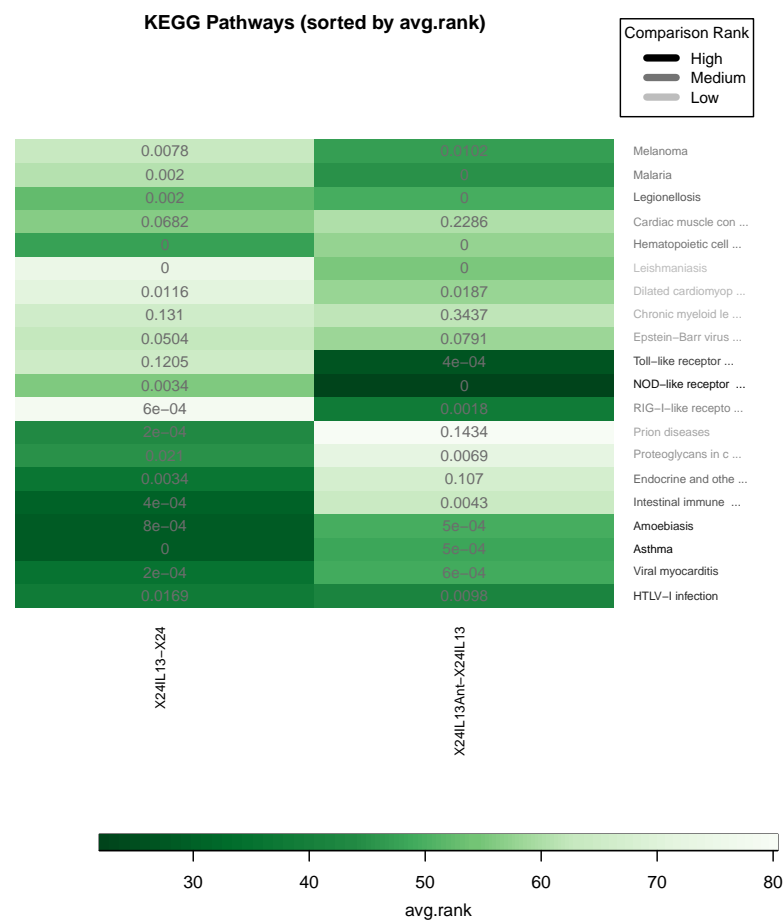 KEGG Pathways (sorted by avg.rank)
Comparison Rank
High
Medium
Low
0.0078 0.0102 Melanoma
0.002 0 Malaria
0.002 0 Legionellosis
0.0682 0.2286 Cardiac muscle con ...
0 0 Hematopoietic cell ...
0 0 Leishmaniasis
0.0116 0.0187 Dilated cardiomyop ...
0.131 0.3437 Chronic myeloid le ...
0.0504 0.0791 Epstein−Barr virus ...
0.1205 4e−04 Toll−like receptor ...
0.0034 0 NOD−like receptor ...
6e−04 0.0018 RIG−I−like recepto ...
2e−04 0.1434 Prion diseases
0.0069 Proteoglycans in c ...
0.0034 0.107 Endocrine and othe ...
4e−04 0.0043 Intestinal immune ...
8e−04 5e−04 Amoebiasis
0 5e−04 Asthma
2e−04 6e−04 Viral myocarditis
0.0169 0.0098 HTLV−I infection
X24IL13−X24
X24IL13Ant−X24IL13
30 40 50 60 70 80
avg.rank